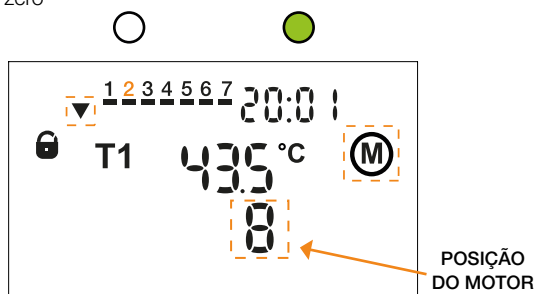 zero
1 2 3 4 5 6 7 20:01
T1 43.5 °C M
8
POSIÇÃO
DO MOTOR